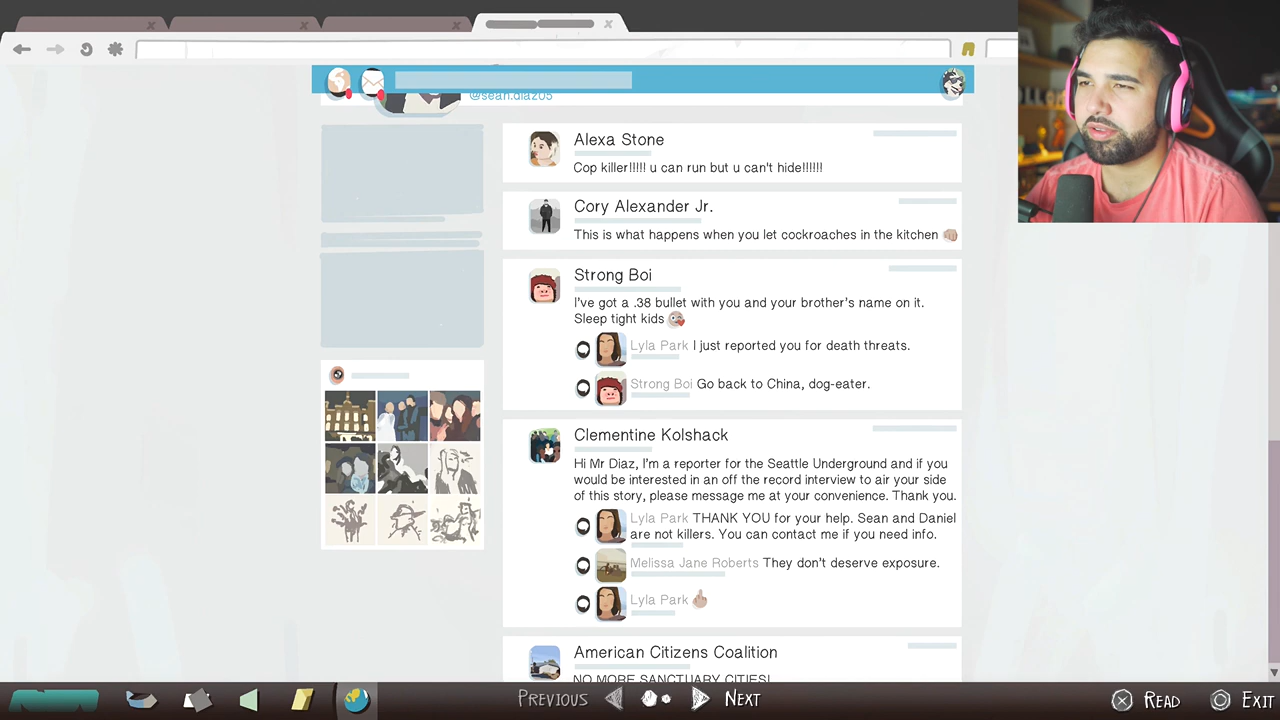 @sean.diaz05
Alexa Stone
Cop killer!!!!! u can run but u can't hide!!!!!!
Cory Alexander Jr.
This is what happens when you let cockroaches in the kitchen
Strong Boi
I've got a .38 bullet with you and your brother's name on it.
Sleep tight kids
Lyla Park I just reported you for death threats.
Strong Boi Go back to China, dog-eater.
Clementine Kolshack
Hi Mr Diaz, I'm a reporter for the Seattle Underground and if you
would be interested in an off the record interview to air your side
of this story, please message me at your convenience. Thank you.
Lyla Park THANK YOU for your help. Sean and Daniel
are not killers. You can contact me if you need info.
Melissa Jane Roberts They don't deserve exposure.
Lyla Park
American Citizens Coalition
NO MORE SANCTUARY CITIES!
PREVIOUS NEXT
READ EXIT